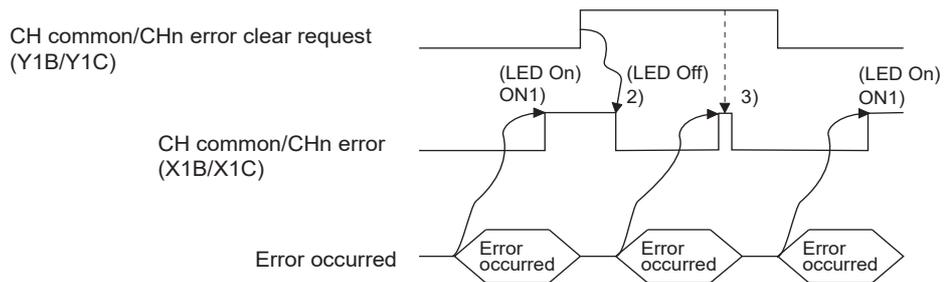 CH common/CHn error clear request
(Y1B/Y1C)
(LED On)
ON1)
(LED Off)
2)
3)
(LED On)
ON1)
CH common/CHn error
(X1B/X1C)
Error occurred
Error
occurred
Error
occurred
Error
occurred